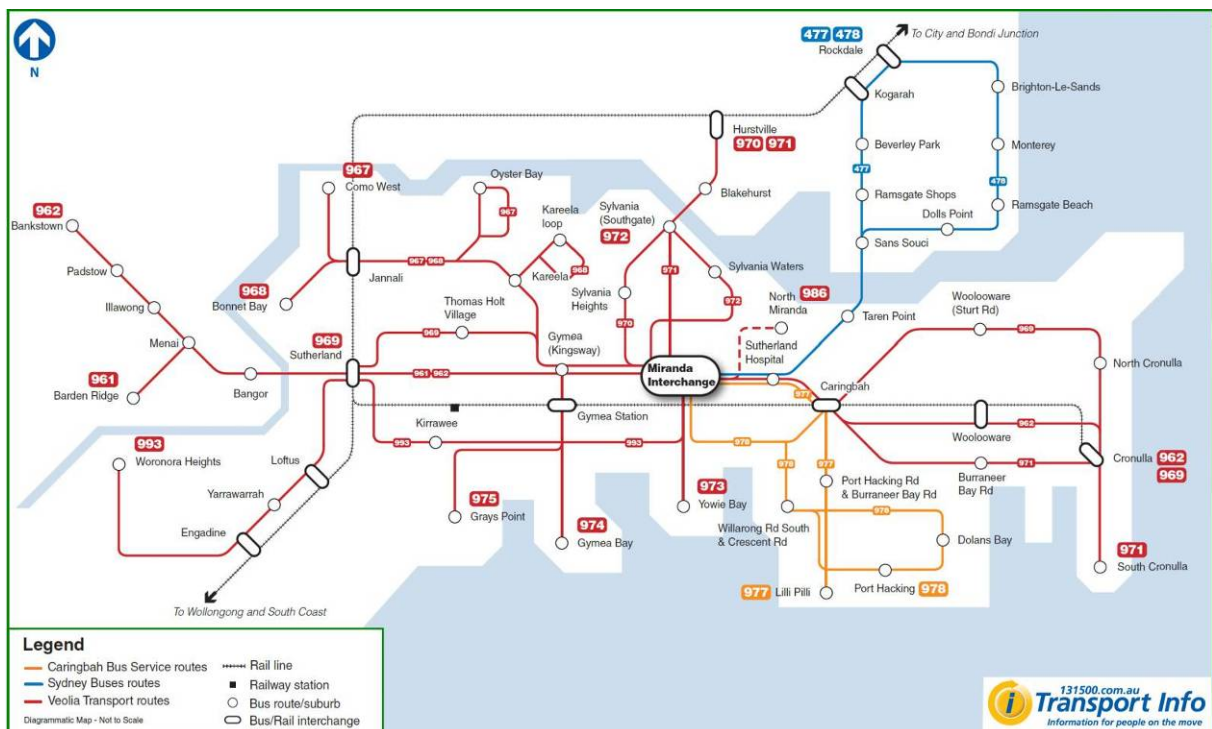 N
477 478
Rockdale
To City and Bondi Junction
Kogarah
Brighton-Le-Sands
Hurstville
970 971
Beverley Park
Monterey
477
478
967
Como West
Oyster Bay
967
Blakehurst
Ramsgate Shops
Ramsgate Beach
Dolls Point
962
Bankstown
Kareela
loop
Sylvania
(Southgate)
972
Sans Souci
Padstow
Jannali
967 968
968
Kareela
971
Sylvania Waters
Illawong
968
Bonnet Bay
Thomas Holt
Village
Sylvania
Heights
972
North
Miranda
986
Taren Point
Woolooware
(Sturt Rd)
Menai
969
Sutherland
969
Gymea
(Kingsway)
970
Sutherland
Hospital
969
North Cronulla
961
Barden Ridge
Bangor
961 962
Miranda
Interchange
977
Caringbah
Kirrawee
Gymea Station
962
Woolooware
993
Woronora Heights
Loftus
993
993
978
978
977
971
Cronulla
962
969
Burraneer
Bay Rd
Yarrawarrah
975
Grays Point
973
Yowie Bay
Port Hacking Rd
& Burraneer Bay Rd
Engadine
974
Gymea Bay
Willarong Rd South
& Crescent Rd
978
Dolans Bay
971
South Cronulla
977 Lilli Pilli
Port Hacking 978
To Wollongong and South Coast
Legend
Caringbah Bus Service routes
Rail line
Sydney Buses routes
Railway station
Veolia Transport routes
Bus route/suburb
Diagrammatic Map - Not to Scale
Bus/Rail interchange
131500.com.au
i Transport Info
Information for people on the move